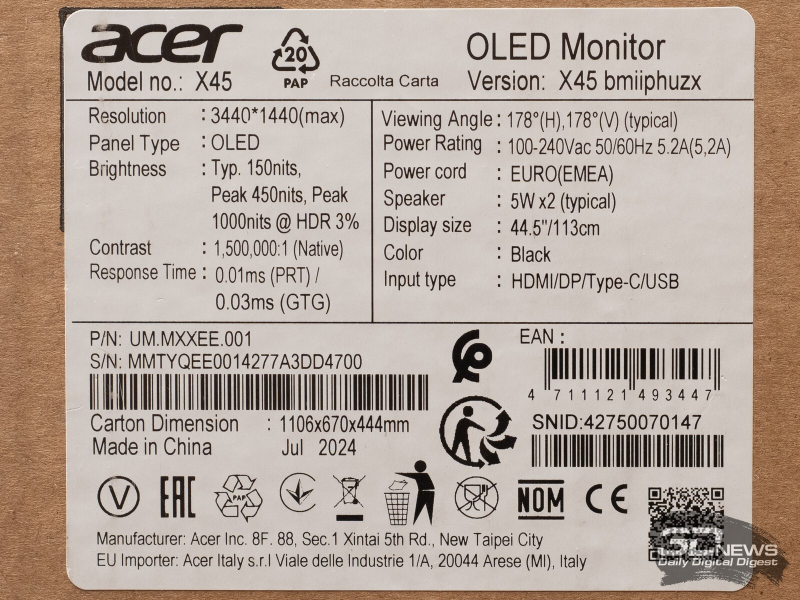 acer
20
PAP
Raccolta Carta
OLED Monitor
Model no.: X45
Version: X45 bmiiphuzx
Resolution : 3440*1440(max)
Panel Type : OLED
Brightness : Typ. 150nits,
Peak 450nits, Peak
1000nits @ HDR 3%
Contrast : 1,500,000:1 (Native)
Response Time : 0.01ms (PRT) /
0.03ms (GTG)
Viewing Angle : 178°(H),178°(V) (typical)
Power Rating : 100-240Vac 50/60Hz 5.2A(5,2A)
Power cord : EURO(EMEA)
Speaker : 5W x2 (typical)
Display size : 44.5"/113cm
Color : Black
Input type : HDMI/DP/Type-C/USB
P/N: UM.MXXEE.001
S/N: MMTYQEE0014277A3DD4700
Carton Dimension : 1106x670x444mm
Made in China Jul 2024
EAN :
4 711121 493447
SNID:42750070147
V
EAC
PAP
NOM
CE
Manufacturer: Acer Inc. 8F. 88, Sec.1 Xintai 5th Rd., New Taipei City
EU Importer: Acer Italy s.r.l Viale delle Industrie 1/A, 20044 Arese (MI), Italy
3DNEWS
Daily Digital Digest